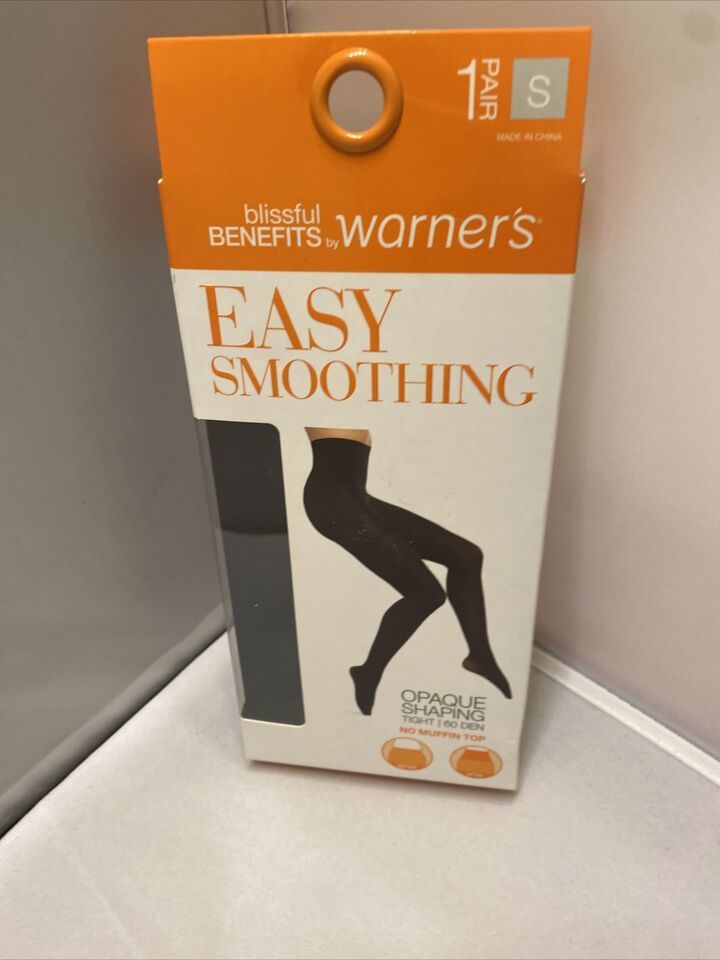 1 PAIR
S
MADE IN CHINA
blissful
BENEFITS by warner's®
EASY
SMOOTHING
OPAQUE
SHAPING
TIGHT | 60 DEN
NO MUFFIN TOP